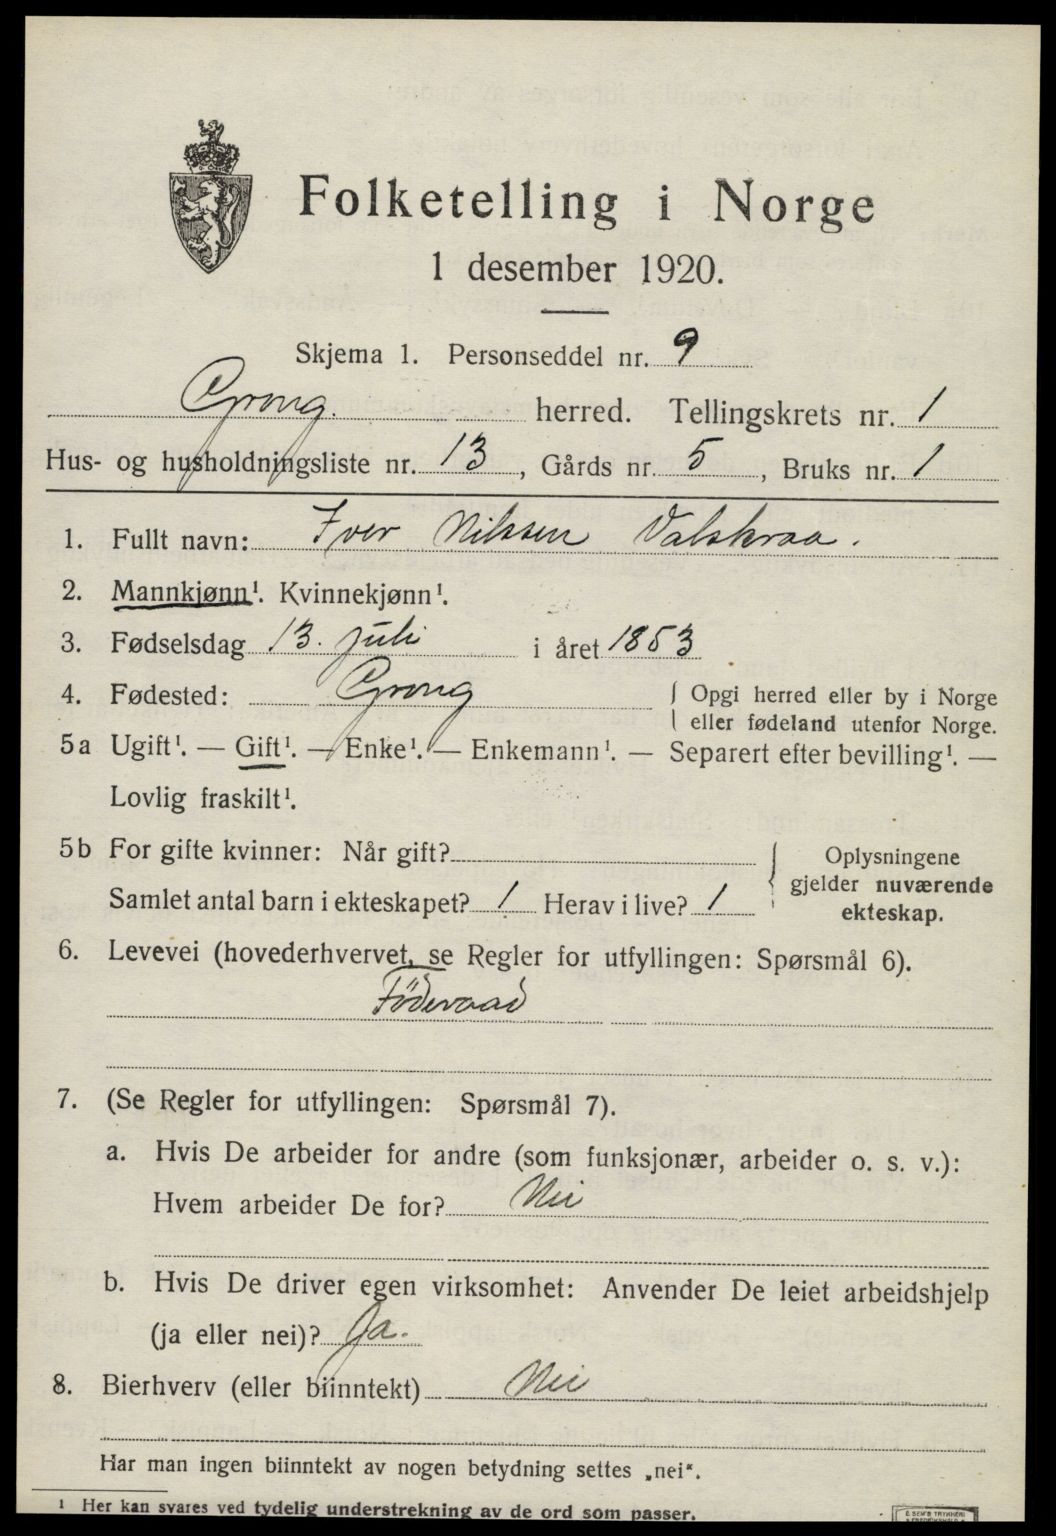 Folketelling i Norge
1 desember 1920.
Skjema 1. Personseddel nr. 9
Grong. herred. Tellingskrets nr. 1
Hus- og husholdningsliste nr. 13, Gårds nr. 5, Bruks nr. 1
1. Fullt navn: Iver Nilssen Valskraa.
2. Mannkjønn¹. Kvinnekjønn¹.
3. Fødselsdag 13. juli i året 1853
4. Fødested: Grong { Opgi herred eller by i Norge
eller fødeland utenfor Norge.
5a Ugift¹. — Gift¹. — Enke¹. — Enkemann¹. — Separert efter bevilling¹. —
Lovlig fraskilt¹.
5b For gifte kvinner: Når gift?
Samlet antal barn i ekteskapet? 1 Herav i live? 1
{ Oplysningene
gjelder nuværende
ekteskap.
6. Levevei (hovederhvervet, se Regler for utfyllingen: Spørsmål 6).
Föderaad
7. (Se Regler for utfyllingen: Spørsmål 7).
a. Hvis De arbeider for andre (som funksjonær, arbeider o. s. v.):
Hvem arbeider De for? Nei
b. Hvis De driver egen virksomhet: Anvender De leiet arbeidshjelp
(ja eller nei)? Ja.
8. Bierhverv (eller biinntekt) Nei
Har man ingen biinntekt av nogen betydning settes „nei“.
¹ Her kan svares ved tydelig understrekning av de ord som passer.
E. SEM'S TRYKKERI
FREDRIKSHALD